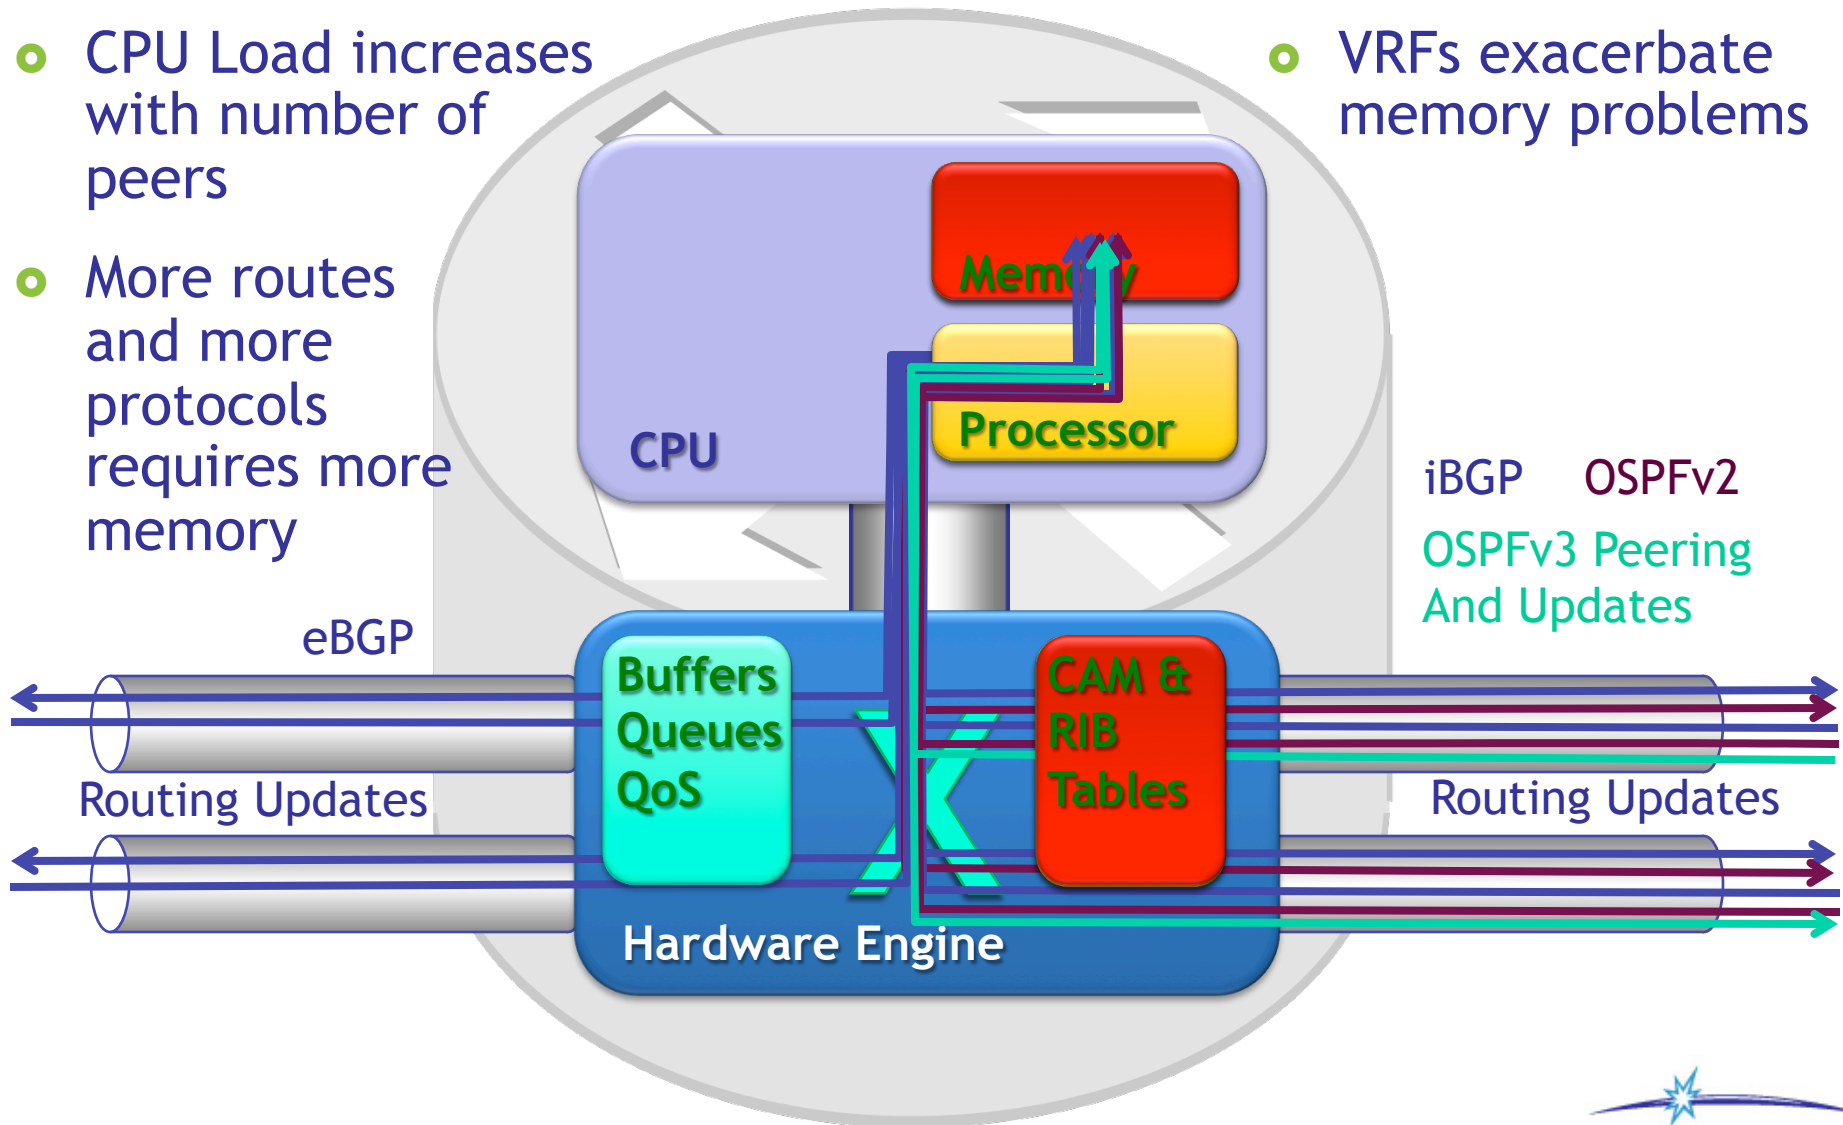 CPU Load increases
with number of
peers
More routes
and more
protocols
requires more
memory
VRFs exacerbate
memory problems
Memory
Processor
CPU
iBGP OSPFv2
OSPFv3 Peering
And Updates
eBGP
Routing Updates
Buffers
Queues
QoS
CAM &
RIB
Tables
Routing Updates
Hardware Engine